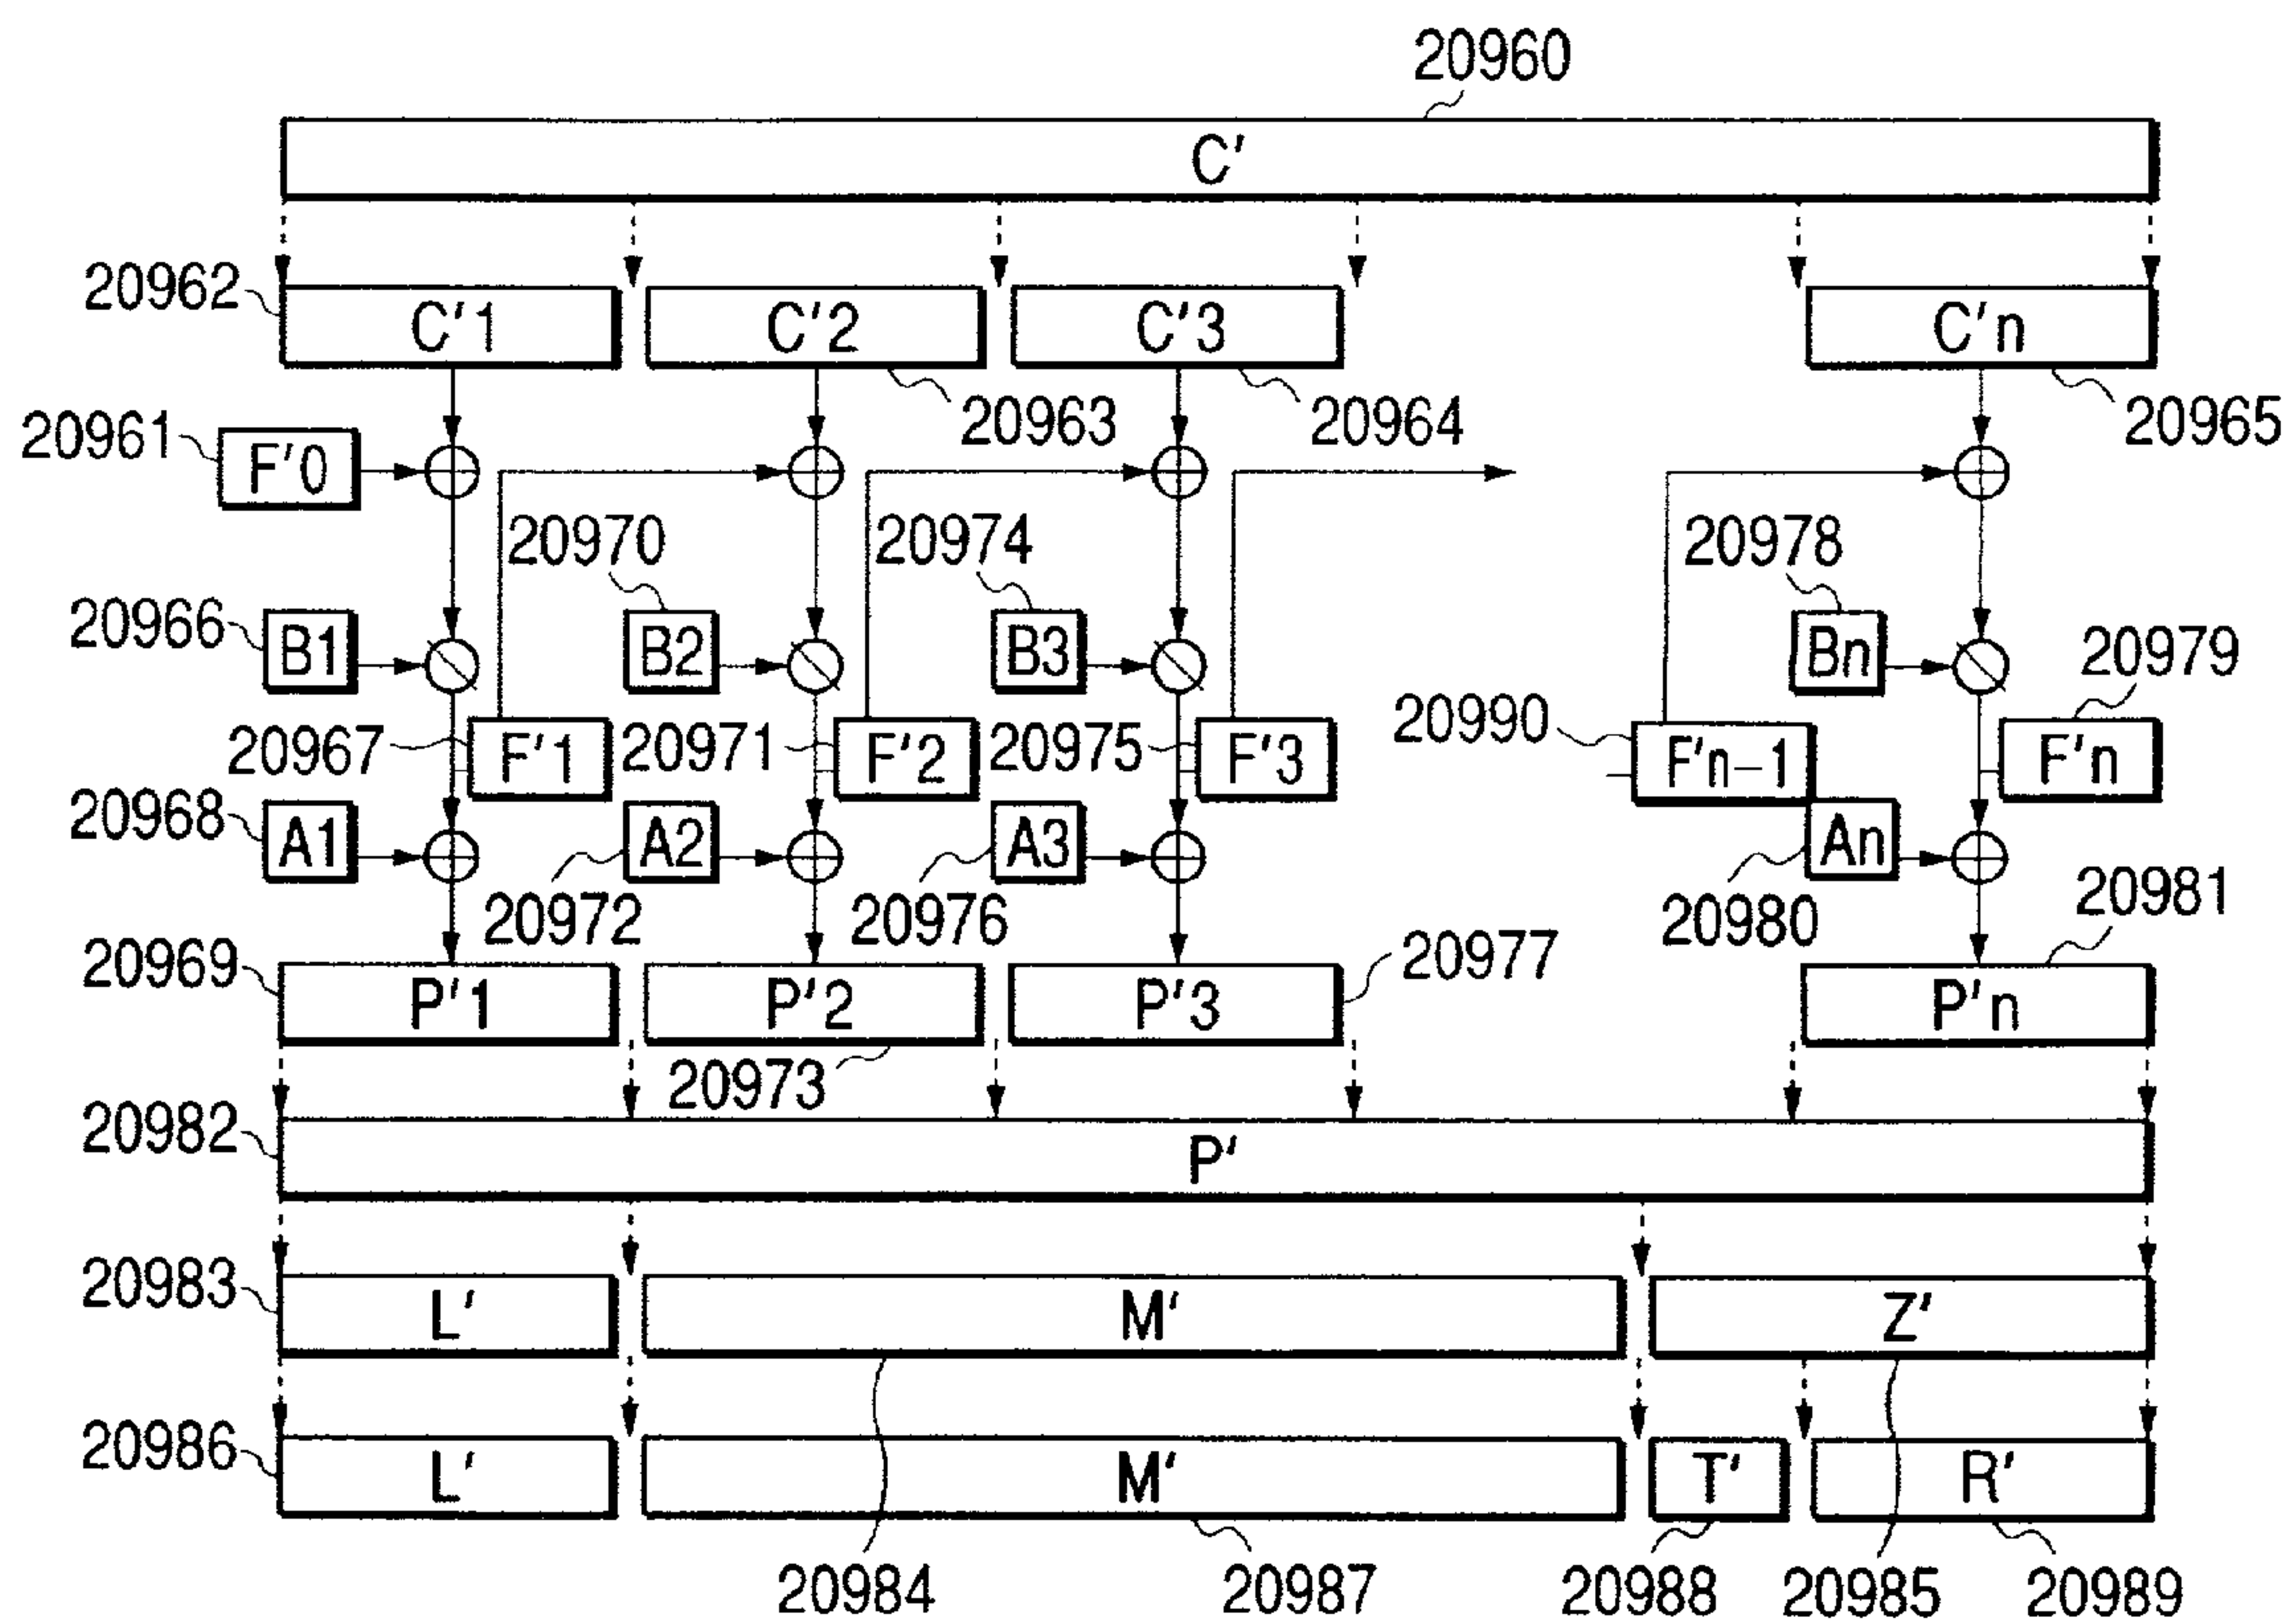 20960
C'
20962 C'1 C'2 C'3 C'n
20963 20964 20965
20961 F'0
20970 20974 20978
20966 B1 B2 B3 Bn 20979
20967 F'1 20971 F'2 20975 F'3 20990 F'n-1 F'n
20968 A1 A2 A3 An
20972 20976 20980 20981
20969 P'1 P'2 P'3 20977 P'n
20973
20982 P'
20983 L' M' Z'
20986 L' M' T' R'
20984 20987 20988 20985 20989